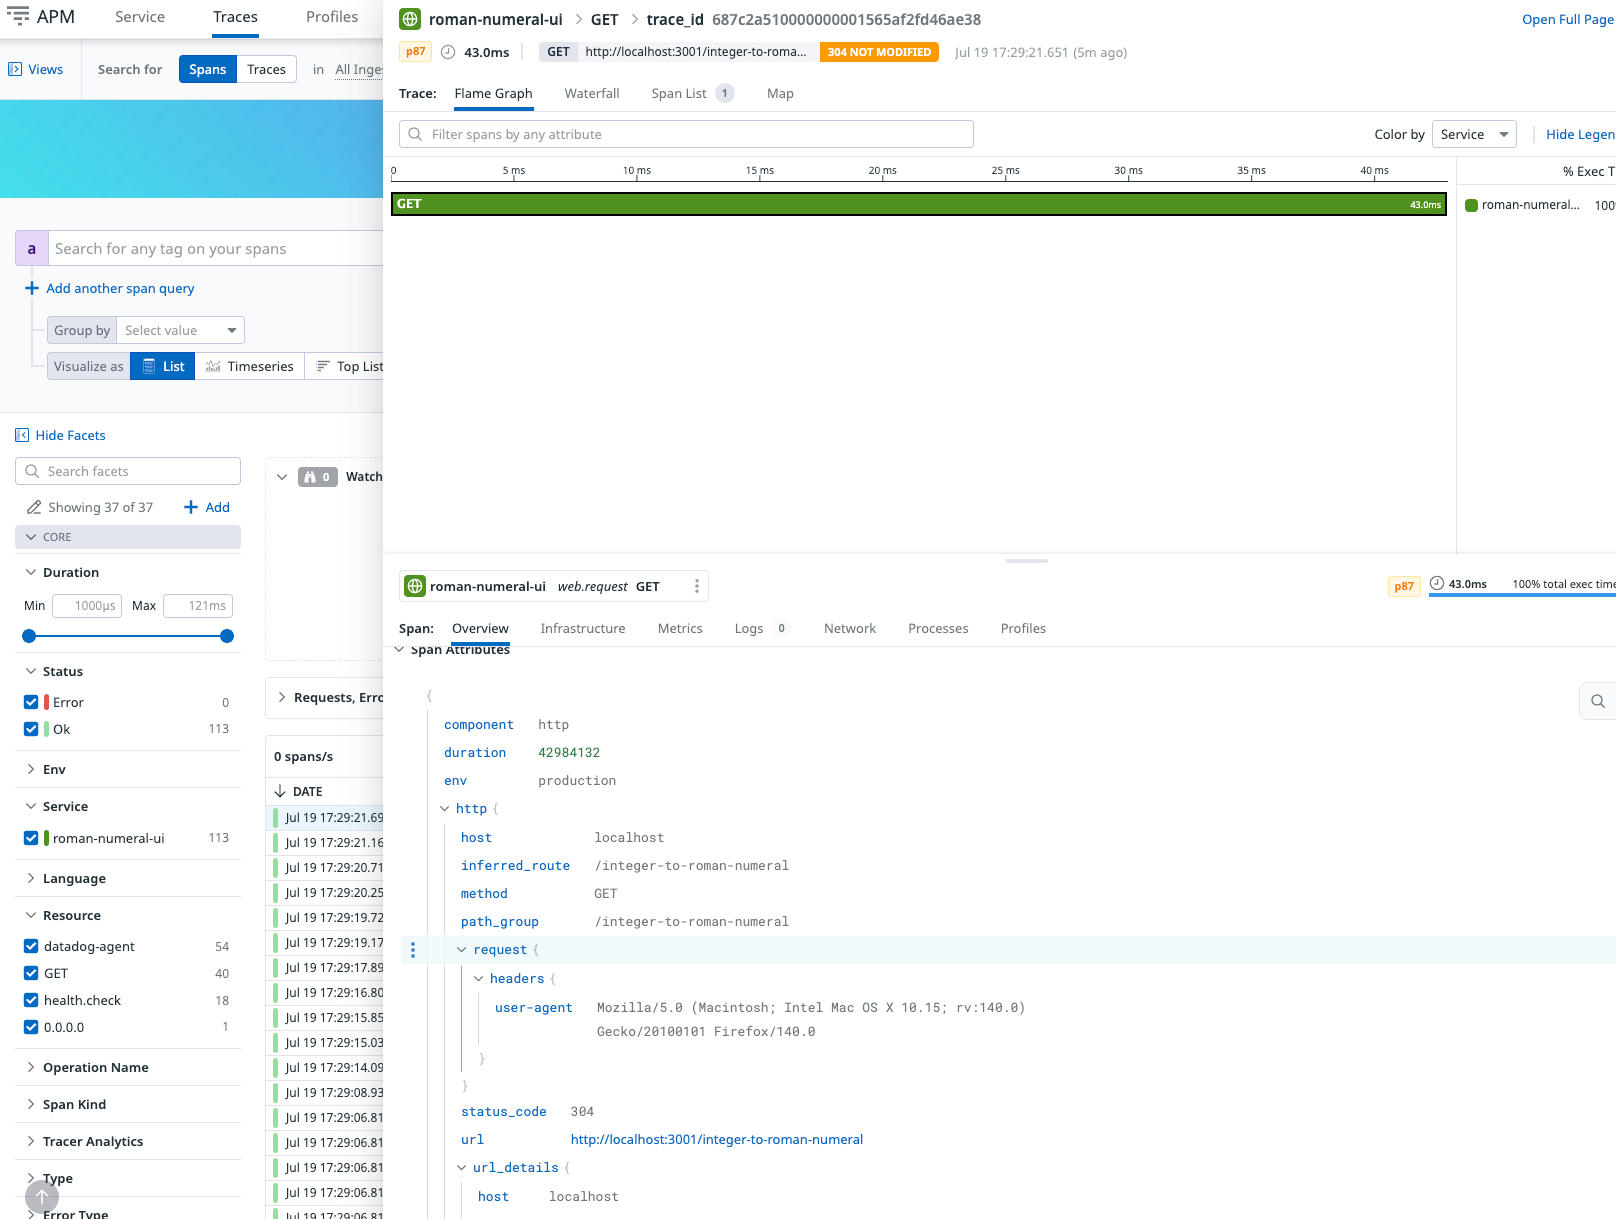 APM
Service
Traces
Profiles
Views
Search for
Spans
Traces
in
All Inges
a
Search for any tag on your spans
Add another span query
Group by
Select value
Visualize as
List
Timeseries
Top List
Hide Facets
Search facets
Showing 37 of 37
Add
CORE
Duration
Min 1000μs Max 121ms
Status
Error 0
Ok 113
Env
Service
roman-numeral-ui 113
Language
Resource
datadog-agent 54
GET 40
health.check 18
0.0.0.0 1
Operation Name
Span Kind
Tracer Analytics
Type
Error Type
0 Watch
Requests, Erro
0 spans/s
DATE
Jul 19 17:29:21.69
Jul 19 17:29:21.16
Jul 19 17:29:20.71
Jul 19 17:29:20.25
Jul 19 17:29:19.72
Jul 19 17:29:19.17
Jul 19 17:29:17.89
Jul 19 17:29:16.80
Jul 19 17:29:15.85
Jul 19 17:29:15.03
Jul 19 17:29:14.09
Jul 19 17:29:08.93
Jul 19 17:29:06.81
Jul 19 17:29:06.81
Jul 19 17:29:06.81
Jul 19 17:29:06.81
Jul 19 17:29:06.81
roman-numeral-ui > GET > trace_id 687c2a510000000001565af2fd46ae38
Open Full Page
p87 43.0ms GET http://localhost:3001/integer-to-roma... 304 NOT MODIFIED Jul 19 17:29:21.651 (5m ago)
Trace: Flame Graph Waterfall Span List 1 Map
Filter spans by any attribute
Color by Service Hide Legen
0 5 ms 10 ms 15 ms 20 ms 25 ms 30 ms 35 ms 40 ms
% Exec T
GET 43.0ms
roman-numeral... 100
roman-numeral-ui web.request GET
p87 43.0ms 100% total exec time
Span: Overview Infrastructure Metrics Logs 0 Network Processes Profiles
Span Attributes
{
component http
duration 42984132
env production
http {
host localhost
inferred_route /integer-to-roman-numeral
method GET
path_group /integer-to-roman-numeral
request {
headers {
user-agent Mozilla/5.0 (Macintosh; Intel Mac OS X 10.15; rv:140.0)
Gecko/20100101 Firefox/140.0
}
}
status_code 304
url http://localhost:3001/integer-to-roman-numeral
url_details {
host localhost